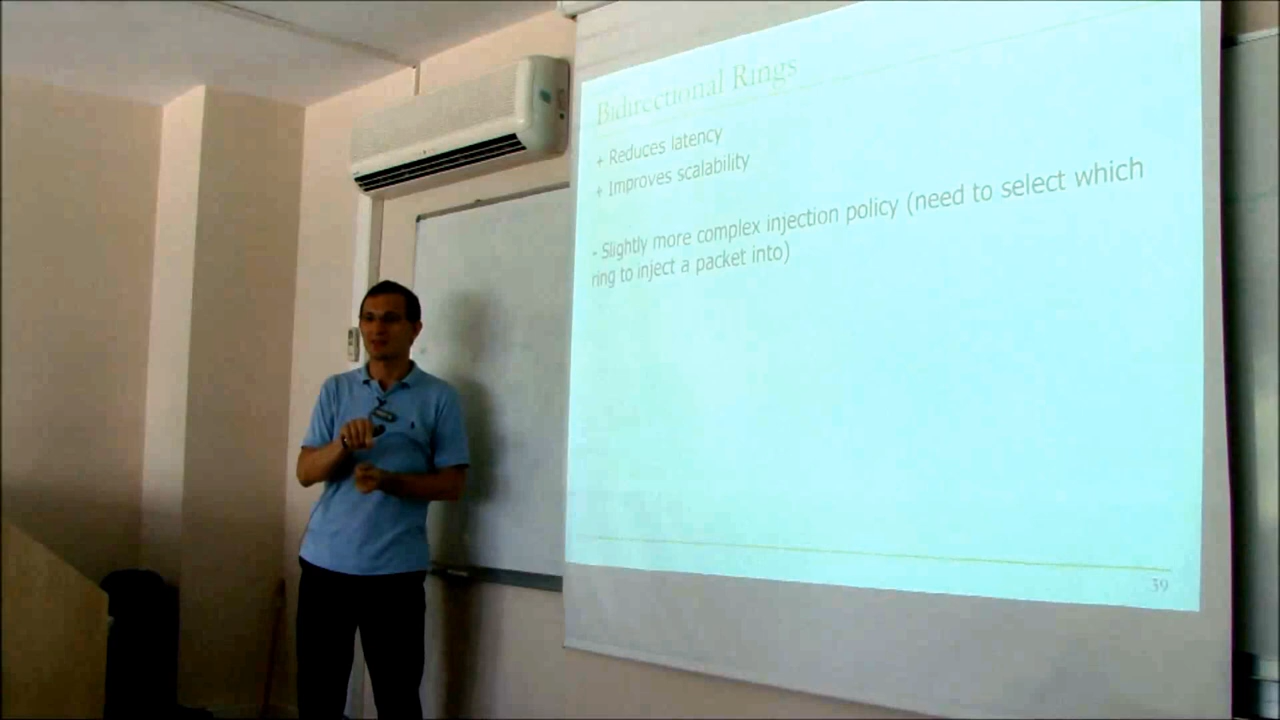 Bidirectional Rings
+ Reduces latency
+ Improves scalability
- Slightly more complex injection policy (need to select which
ring to inject a packet into)
39